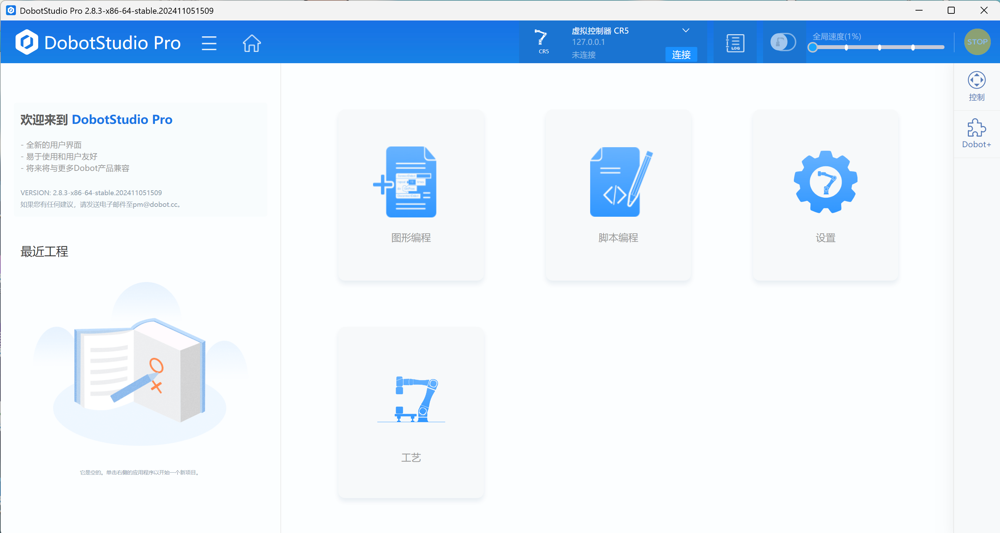 DobotStudio Pro 2.8.3-x86-64-stable.202411051509
DobotStudio Pro
CR5
虚拟控制器 CR5
127.0.0.1
未连接
连接
LOG
全局速度(1%)
STOP
控制
Dobot+
欢迎来到 DobotStudio Pro
- 全新的用户界面
- 易于使用和用户友好
- 将来将与更多Dobot产品兼容
VERSION: 2.8.3-x86-64-stable.202411051509
如果您有任何建议，请发送电子邮件至pm@dobot.cc。
最近工程
它是空的。单击右侧的应用程序以开始一个新项目。
ConnectDobot
repeat 10 times
do GetPose
DisconnectDobot
图形编程
脚本编程
设置
工艺